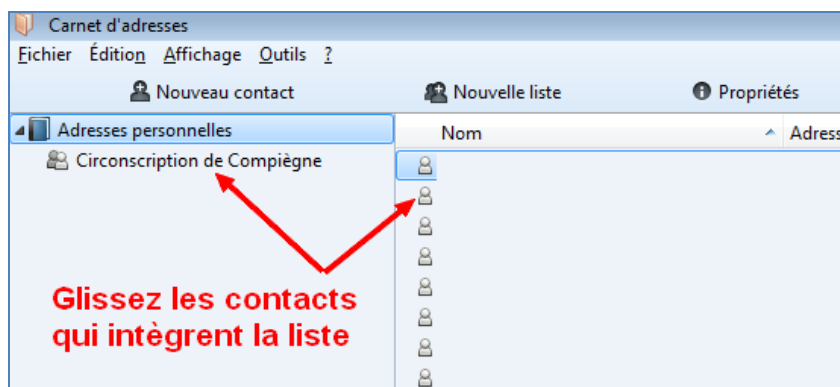 Carnet d'adresses
Fichier Édition Affichage Outils ?
Nouveau contact Nouvelle liste Propriétés
Adresses personnelles Nom Adress
Circonscription de Compiègne
Glissez les contacts
qui intègrent la liste